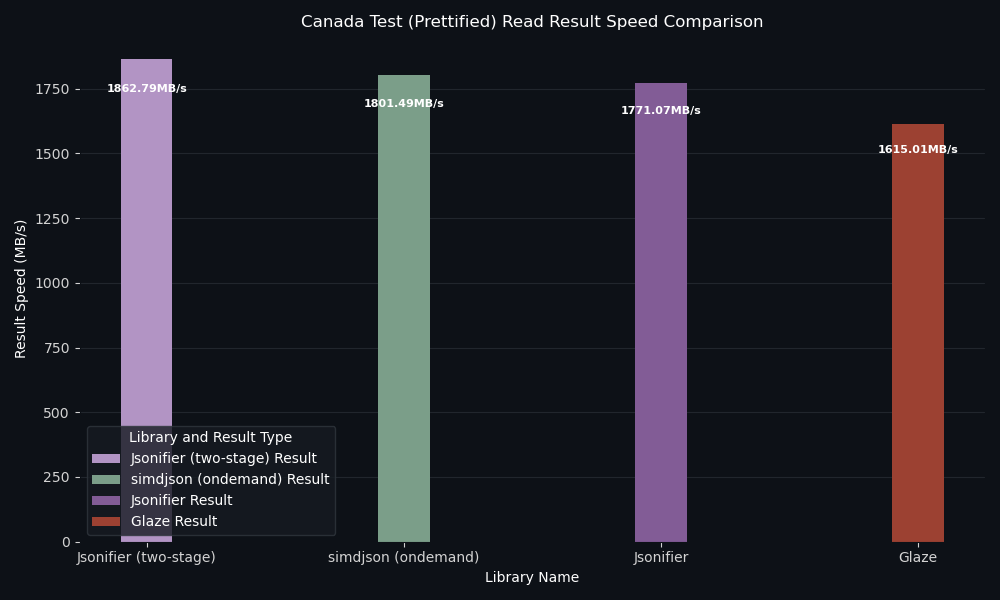 Canada Test (Prettified) Read Result Speed Comparison
Result Speed (MB/s)
1750
1500
1250
1000
750
500
250
0
1862.79MB/s
1801.49MB/s
1771.07MB/s
1615.01MB/s
Library and Result Type
Jsonifier (two-stage) Result
simdjson (ondemand) Result
Jsonifier Result
Glaze Result
Jsonifier (two-stage)
simdjson (ondemand)
Jsonifier
Glaze
Library Name